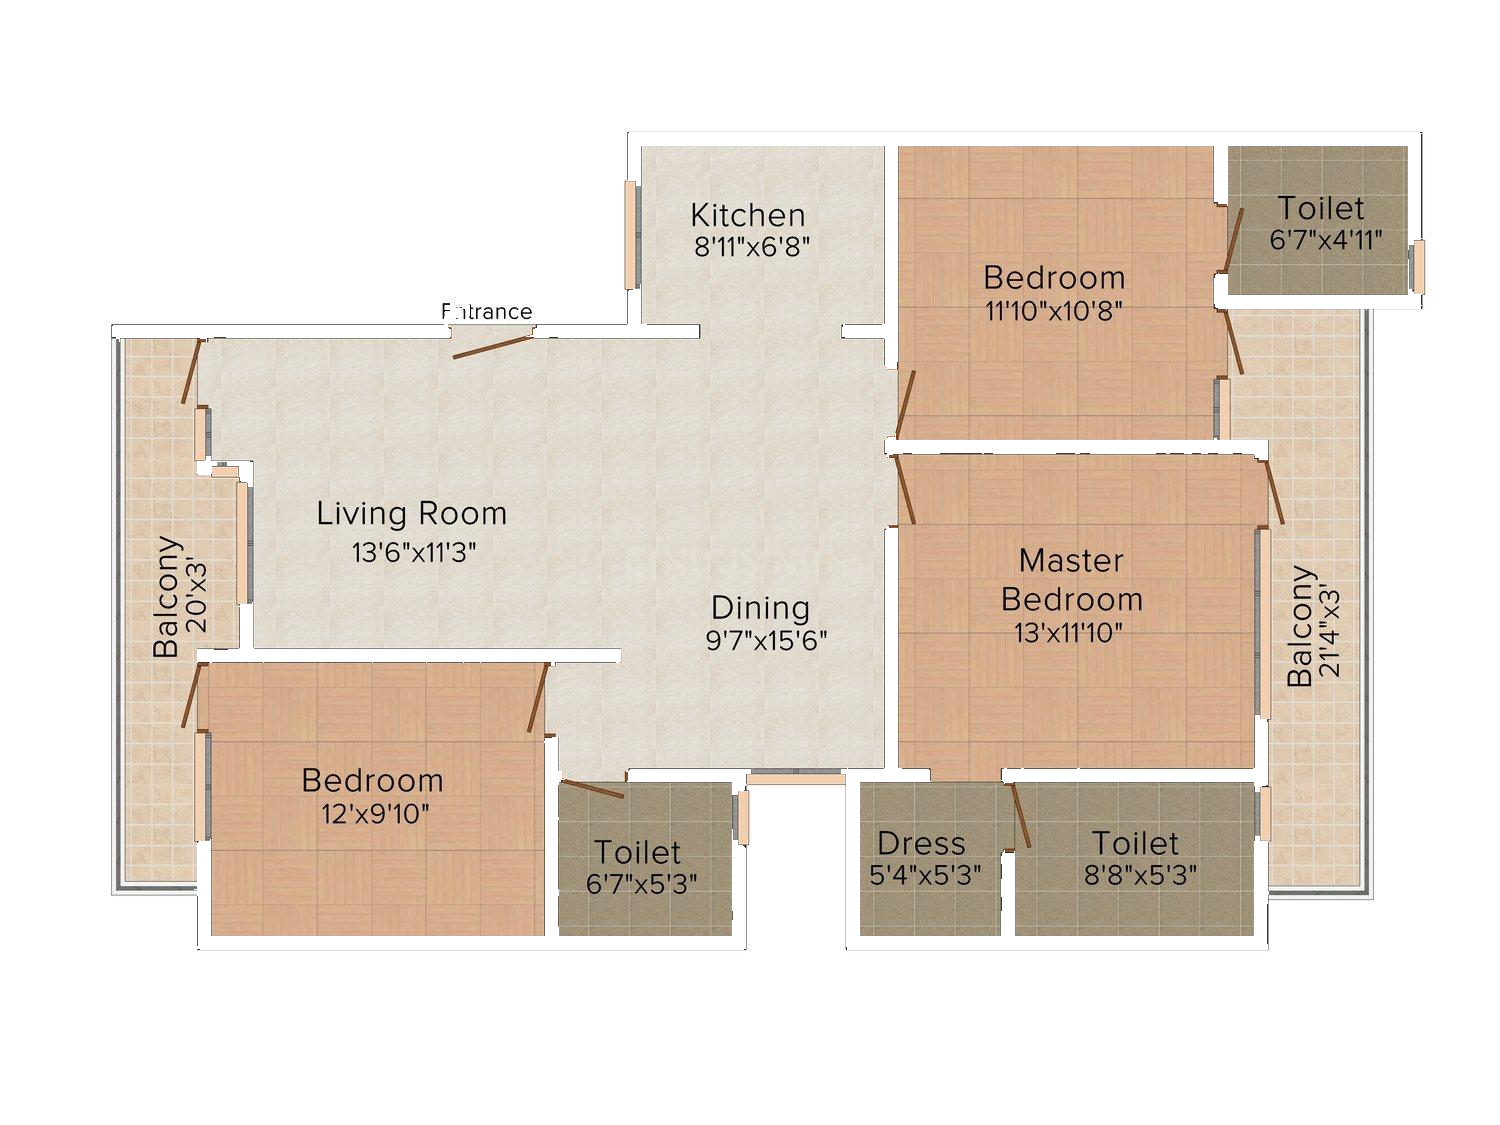 Kitchen
8'11"x6'8"
Toilet
6'7"x4'11"
Bedroom
11'10"x10'8"
Entrance
Living Room
13'6"x11'3"
Dining
9'7"x15'6"
Master
Bedroom
13'x11'10"
Balcony
20'x3'
Balcony
21'4"x3'
Bedroom
12'x9'10"
Toilet
6'7"x5'3"
Dress
5'4"x5'3"
Toilet
8'8"x5'3"